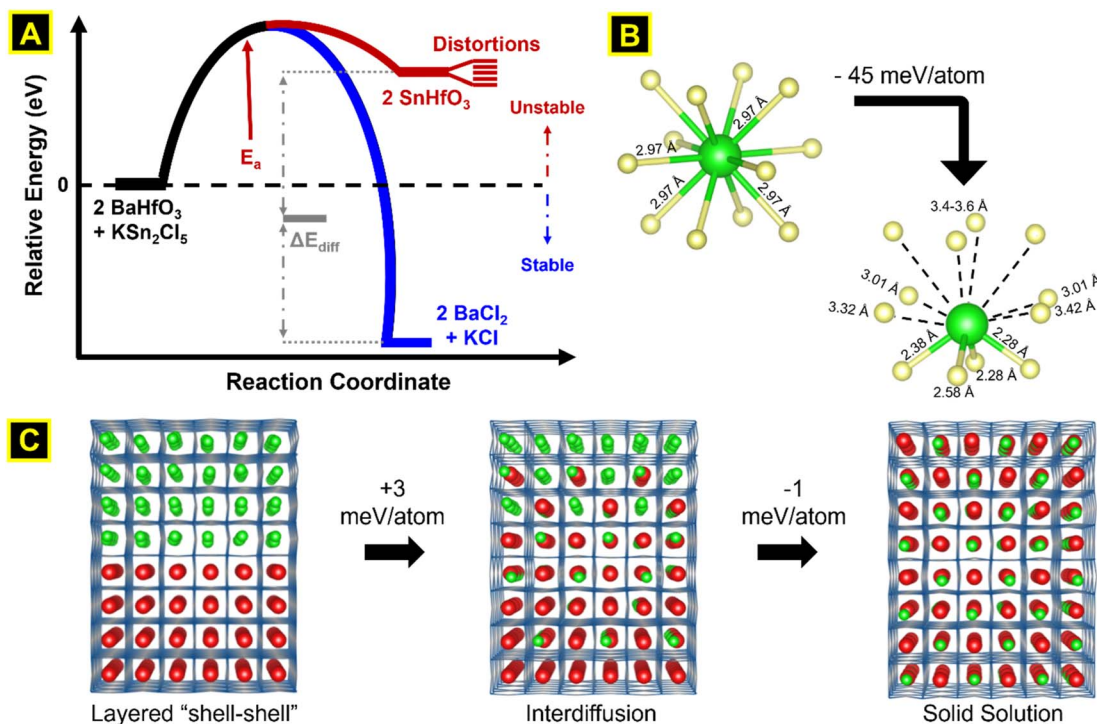 A
Relative Energy (eV)
0
2 BaHfO₃
+ KSn₂Cl₅
Eₐ
Distortions
2 SnHfO₃
Unstable
Stable
ΔE_diff
2 BaCl₂
+ KCl
Reaction Coordinate
B
- 45 meV/atom
2.97 Å
2.97 Å
2.97 Å
2.97 Å
3.4-3.6 Å
3.01 Å
3.32 Å
3.01 Å
3.42 Å
2.38 Å
2.28 Å
2.28 Å
2.58 Å
C
+3
meV/atom
-1
meV/atom
Layered "shell-shell"
Interdiffusion
Solid Solution